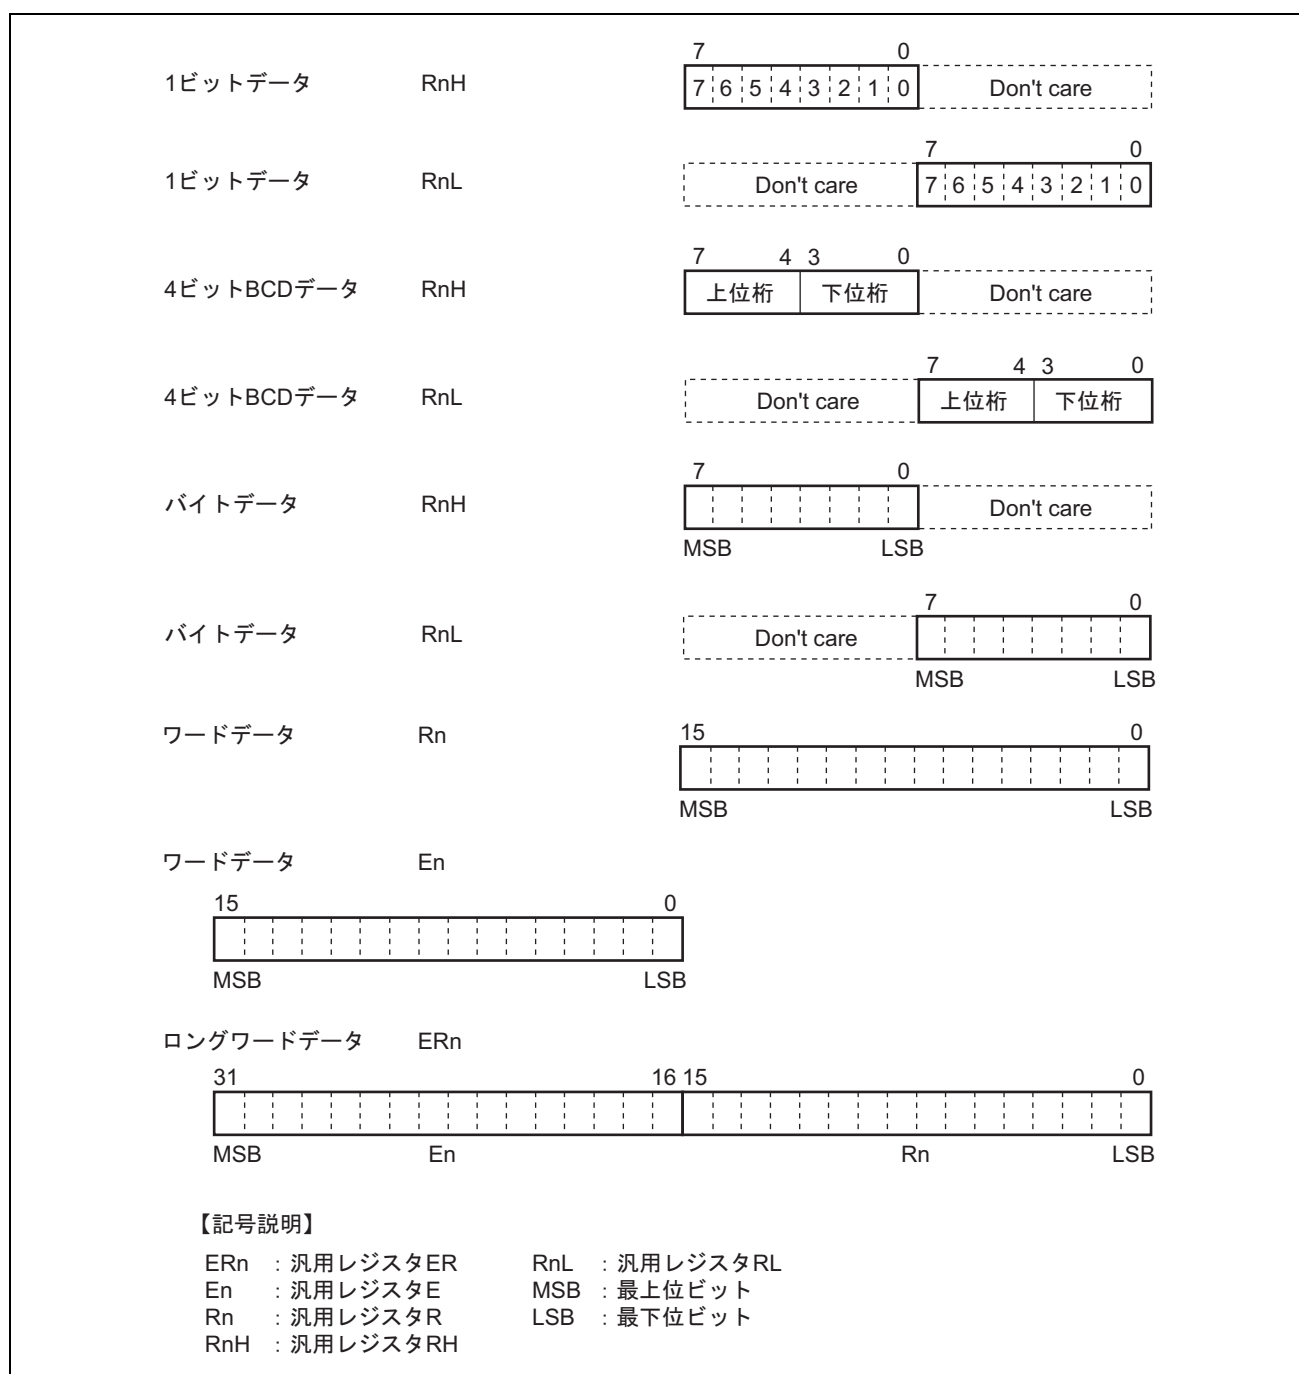 7 0
1ビットデータ RnH 7 6 5 4 3 2 1 0 Don't care
7 0
1ビットデータ RnL Don't care 7 6 5 4 3 2 1 0
7 4 3 0
4ビットBCDデータ RnH 上位桁 下位桁 Don't care
7 4 3 0
4ビットBCDデータ RnL Don't care 上位桁 下位桁
7 0
バイトデータ RnH Don't care
MSB LSB
7 0
バイトデータ RnL Don't care
MSB LSB
ワードデータ Rn 15 0
MSB LSB
ワードデータ En
15 0
MSB LSB
ロングワードデータ ERn
31 16 15 0
MSB En Rn LSB
【記号説明】
ERn : 汎用レジスタER RnL : 汎用レジスタRL
En : 汎用レジスタE MSB : 最上位ビット
Rn : 汎用レジスタR LSB : 最下位ビット
RnH : 汎用レジスタRH